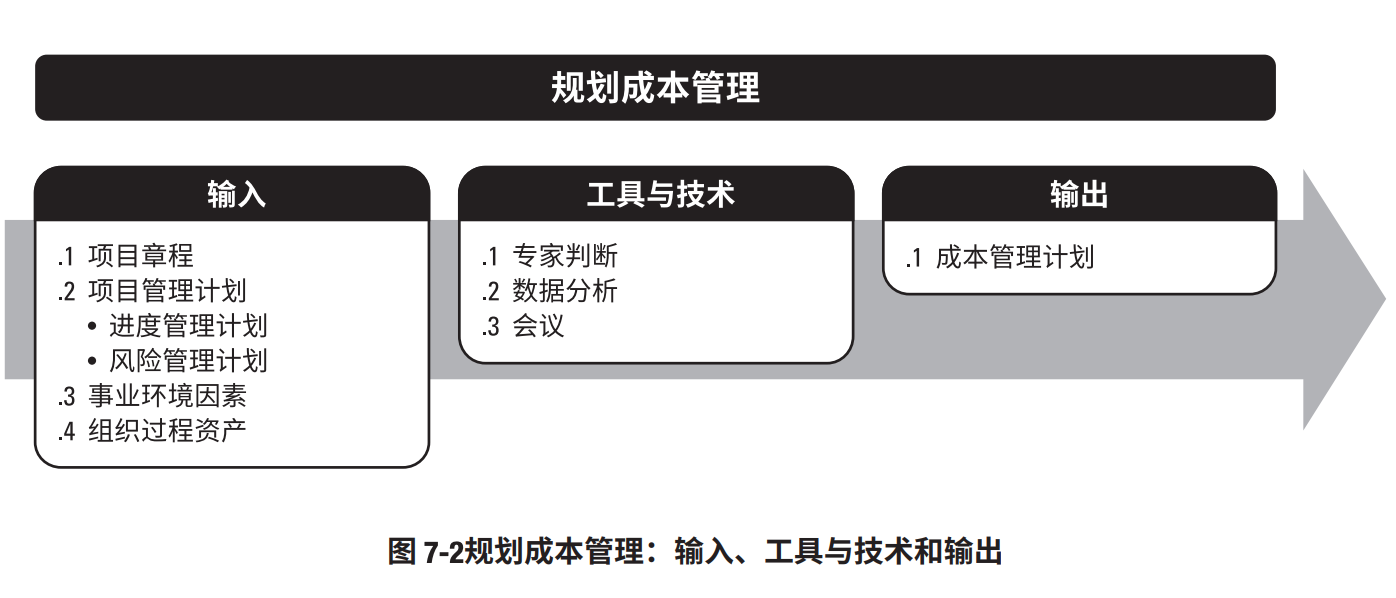 规划成本管理
输入
.1 项目章程
.2 项目管理计划
• 进度管理计划
• 风险管理计划
.3 事业环境因素
.4 组织过程资产
工具与技术
.1 专家判断
.2 数据分析
.3 会议
输出
.1 成本管理计划
图 7-2规划成本管理：输入、工具与技术和输出